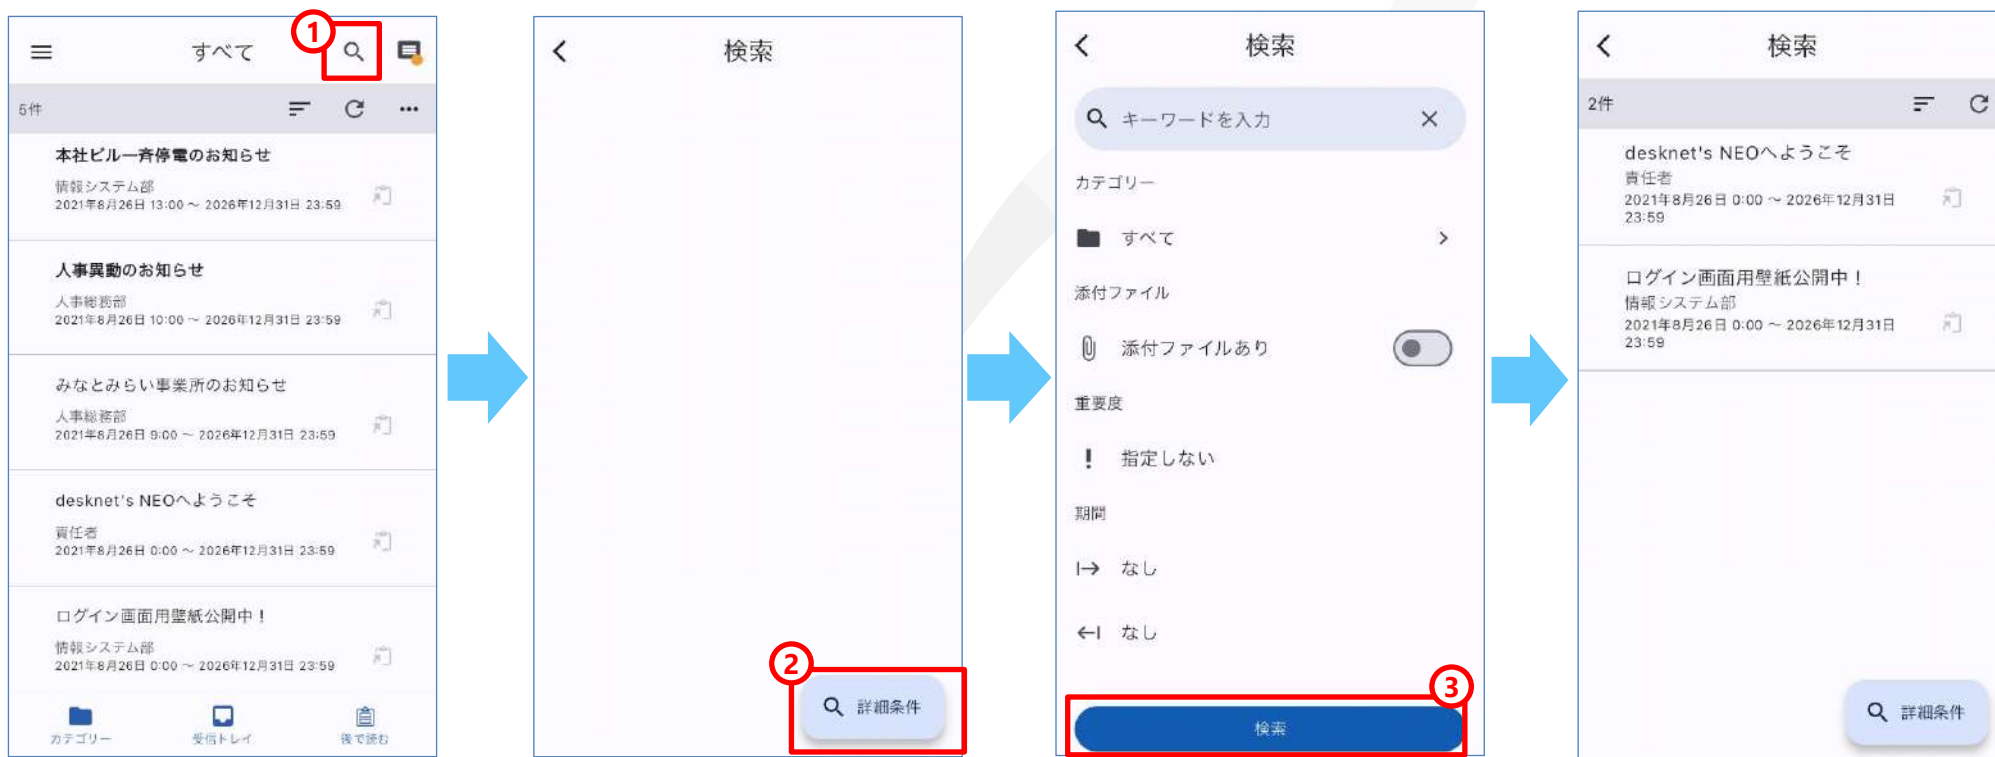 ①
すべて
5件
本社ビル一斉停電のお知らせ
情報システム部
2021年8月26日 13:00 ～ 2026年12月31日 23:59
人事異動のお知らせ
人事総務部
2021年8月26日 10:00 ～ 2026年12月31日 23:59
みなとみらい事業所のお知らせ
人事総務部
2021年8月26日 9:00 ～ 2026年12月31日 23:59
desknet's NEOへようこそ
責任者
2021年8月26日 0:00 ～ 2026年12月31日 23:59
ログイン画面用壁紙公開中！
情報システム部
2021年8月26日 0:00 ～ 2026年12月31日 23:59
カテゴリー
受信トレイ
後で読む
検索
②
詳細条件
検索
キーワードを入力
カテゴリー
すべて
添付ファイル
添付ファイルあり
重要度
指定しない
期間
なし
なし
③
検索
検索
2件
desknet's NEOへようこそ
責任者
2021年8月26日 0:00 ～ 2026年12月31日
23:59
ログイン画面用壁紙公開中！
情報システム部
2021年8月26日 0:00 ～ 2026年12月31日
23:59
詳細条件